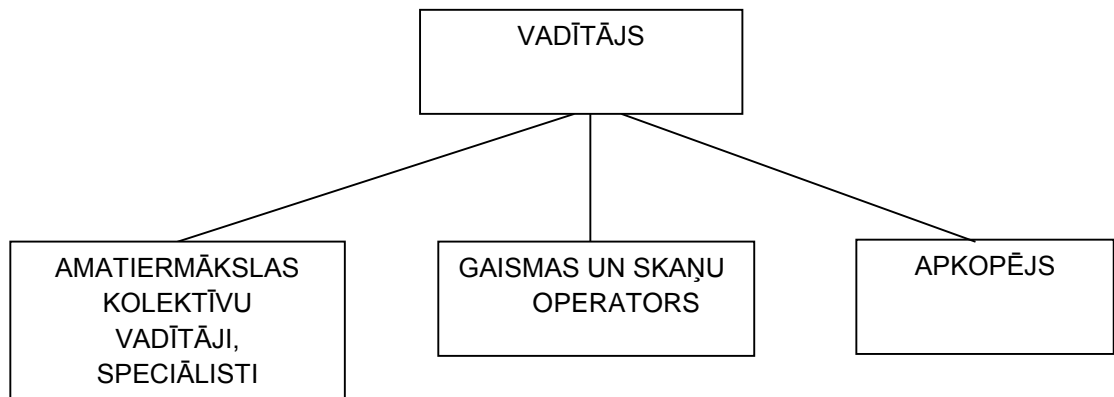 VADĪTĀJS
AMATIERMĀKSLAS
KOLEKTĪVU
VADĪTĀJI,
SPECIĀLISTI
GAISMAS UN SKAŅU
OPERATORS
APKOPĒJS